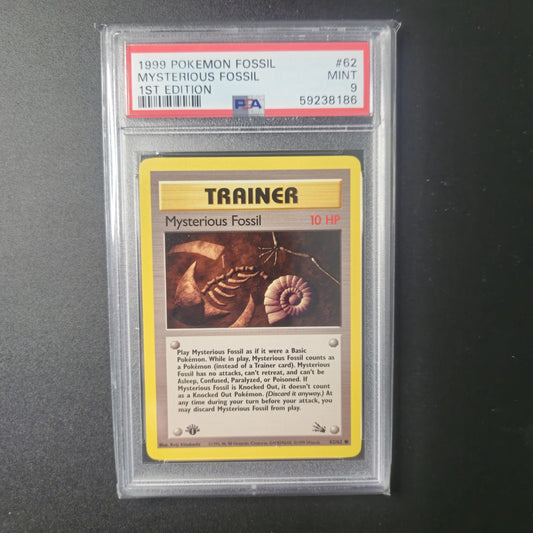 1999 POKEMON FOSSIL #62
MYSTERIOUS FOSSIL MINT
1ST EDITION 9
PSA 59238186
TRAINER
Mysterious Fossil 10 HP
Play Mysterious Fossil as if it were a Basic
Pokémon. While in play, Mysterious Fossil counts as
a Pokémon (instead of a Trainer card). Mysterious
Fossil has no attacks, can't retreat, and can't be
Asleep, Confused, Paralyzed, or Poisoned. If
Mysterious Fossil is Knocked Out, it doesn't count
as a Knocked Out Pokémon. (Discard it anyway.) At
any time during your turn before your attack, you
may discard Mysterious Fossil from play.
1
62/62